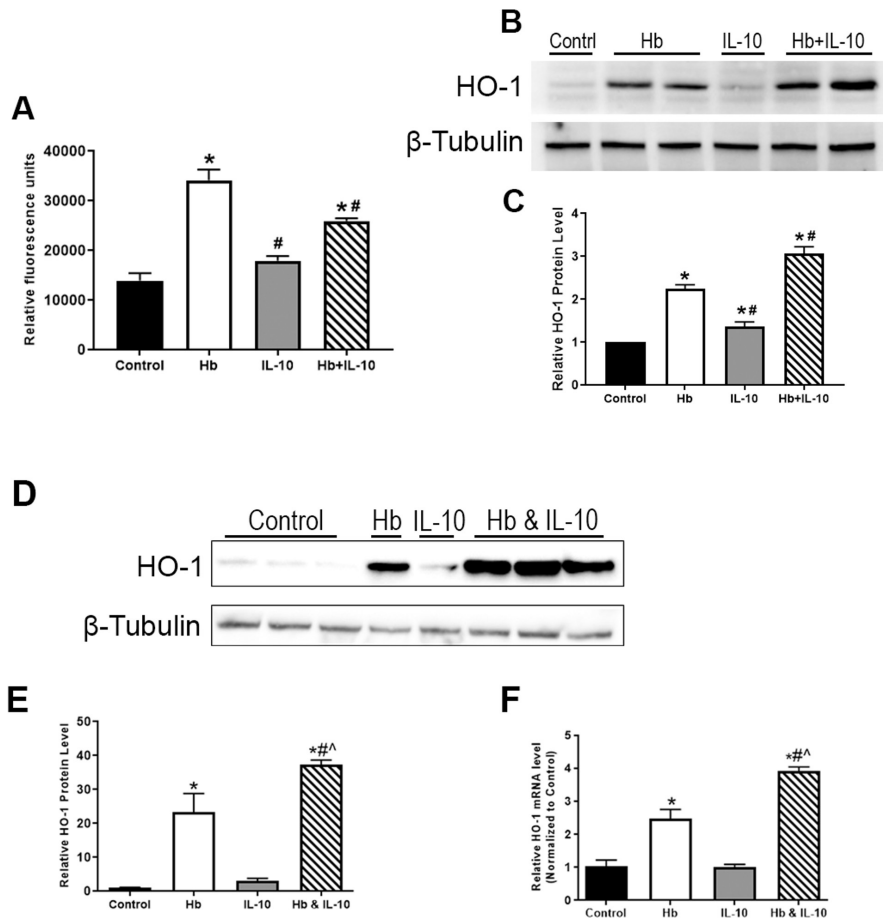 A
Relative fluorescence units
40000
30000
20000
10000
0
*
#
* #
Control Hb IL-10 Hb+IL-10
B
Contrl Hb IL-10 Hb+IL-10
HO-1
β-Tubulin
C
Relative HO-1 Protein Level
4
3
2
1
0
*
*#
*#
Control Hb IL-10 Hb+IL-10
D
Control Hb IL-10 Hb & IL-10
HO-1
β-Tubulin
E
Relative HO-1 Protein Level
50
40
30
20
10
0
*
*#^
Control Hb IL-10 Hb & IL-10
F
Relative HO-1 mRNA level
(Normalized to Control)
5
4
3
2
1
0
*
*#^
Control Hb IL-10 Hb & IL-10